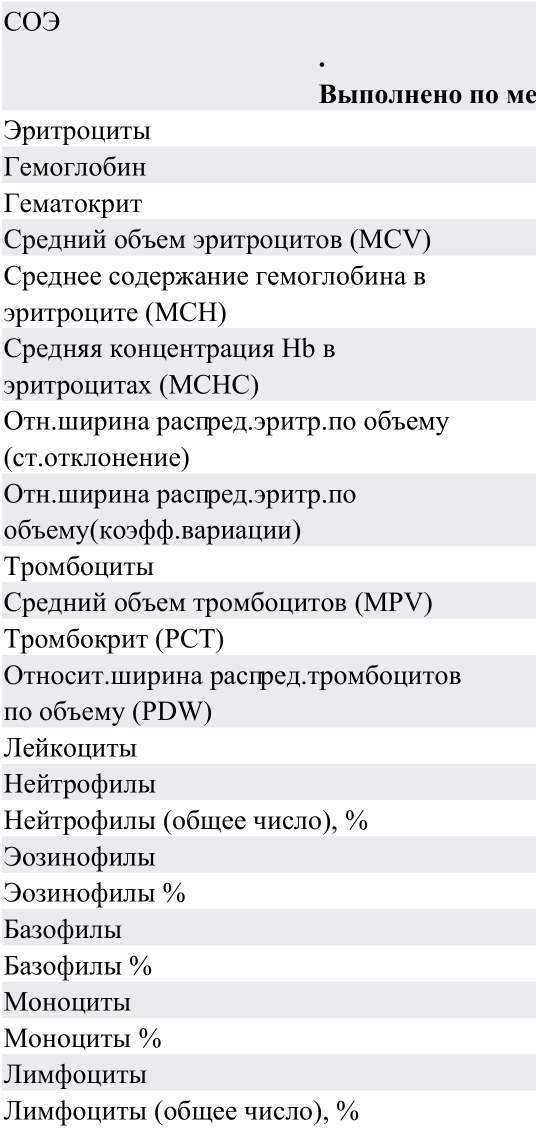 СОЭ
.
Выполнено по ме
Эритроциты
Гемоглобин
Гематокрит
Средний объем эритроцитов (MCV)
Среднее содержание гемоглобина в
эритроците (МСН)
Средняя концентрация Hb в
эритроцитах (МСНС)
Отн.ширина распред.эритр.по объему
(ст.отклонение)
Отн.ширина распред.эритр.по
объему(коэфф.вариации)
Тромбоциты
Средний объем тромбоцитов (MPV)
Тромбокрит (PCT)
Относит.ширина распред.тромбоцитов
по объему (PDW)
Лейкоциты
Нейтрофилы
Нейтрофилы (общее число), %
Эозинофилы
Эозинофилы %
Базофилы
Базофилы %
Моноциты
Моноциты %
Лимфоциты
Лимфоциты (общее число), %